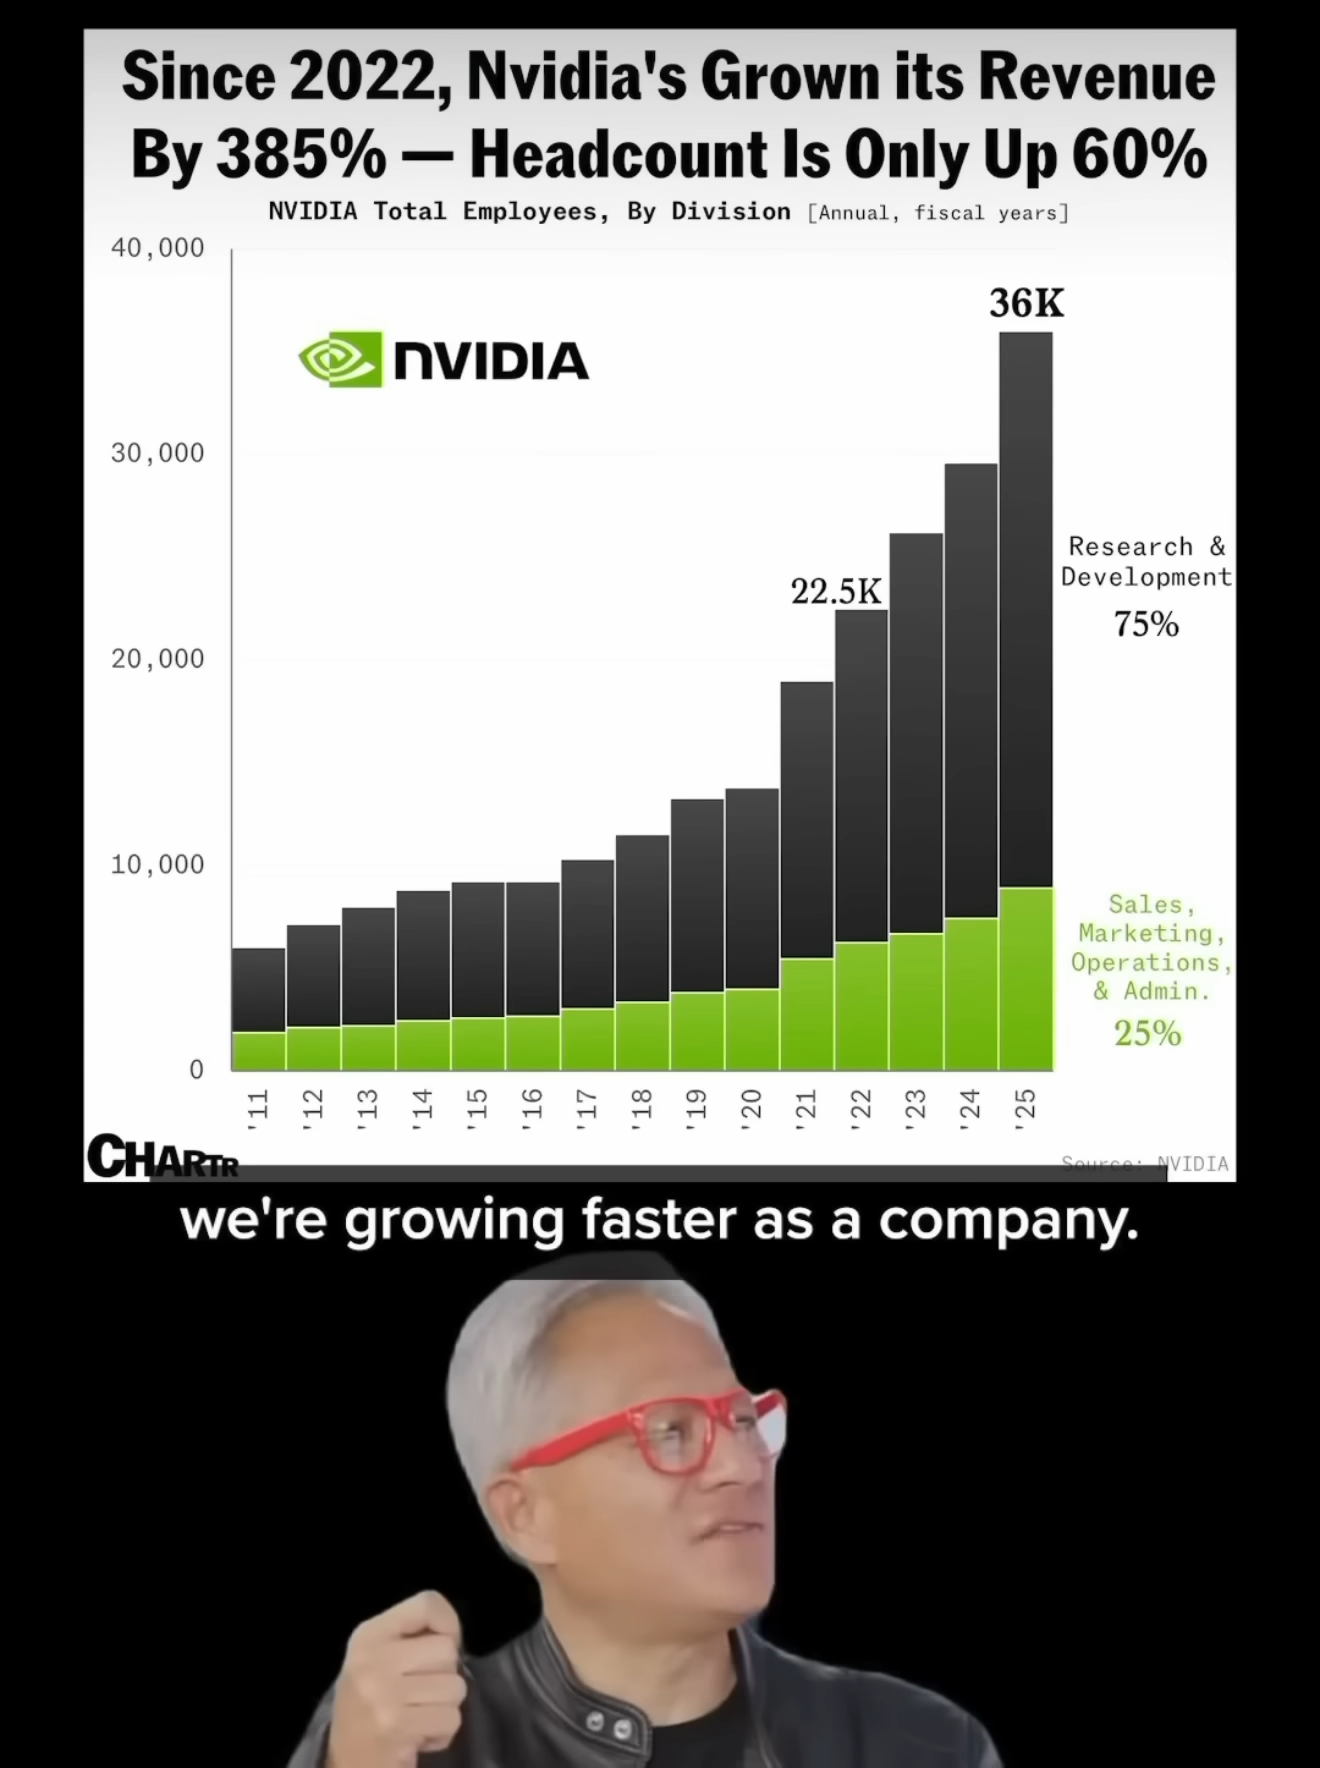 Since 2022, Nvidia's Grown its Revenue
By 385% — Headcount Is Only Up 60%
NVIDIA Total Employees, By Division [Annual, fiscal years]
40,000
30,000
20,000
10,000
0
NVIDIA
22.5K
36K
Research &
Development
75%
Sales,
Marketing,
Operations,
& Admin.
25%
'11 '12 '13 '14 '15 '16 '17 '18 '19 '20 '21 '22 '23 '24 '25
CHARTR
Source: NVIDIA
we're growing faster as a company.